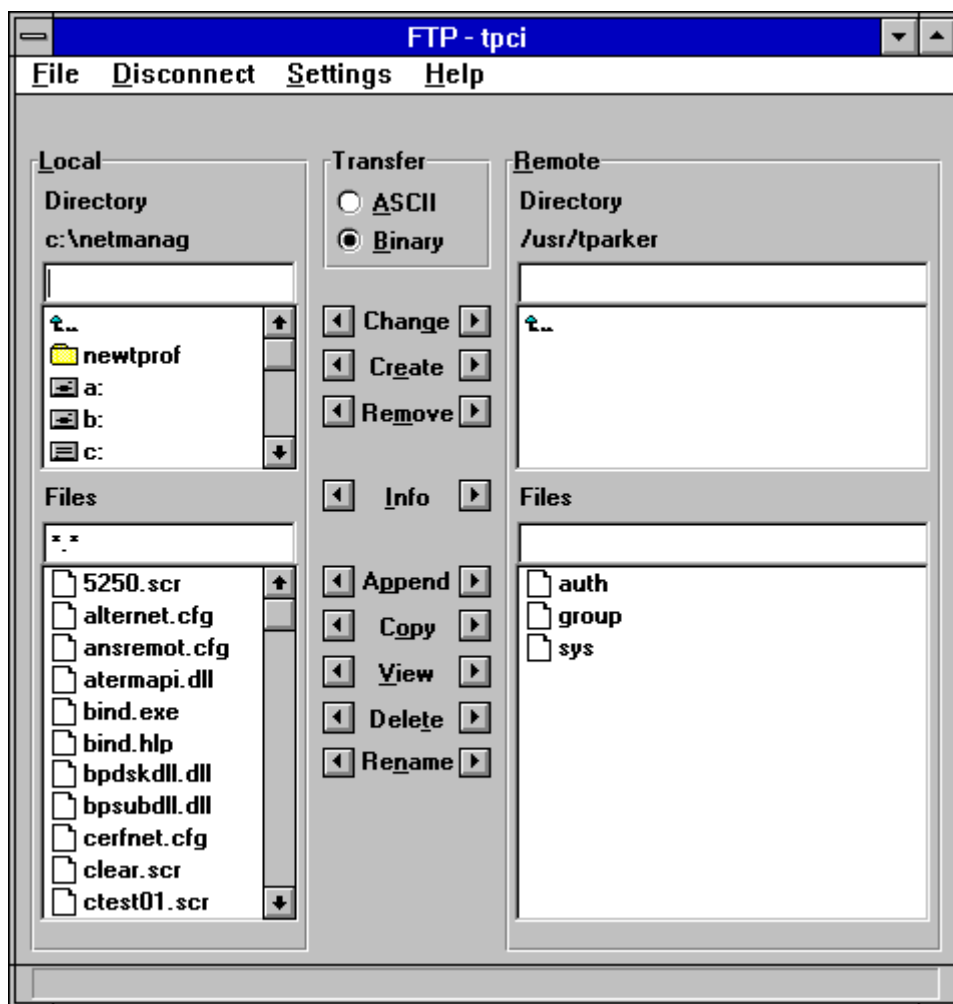 FTP - tpci
File Disconnect Settings Help
Local
Directory
c:\netmanag
..
newtprof
a:
b:
c:
Files
*.*
5250.scr
alternet.cfg
ansremot.cfg
atermapi.dll
bind.exe
bind.hlp
bpdskdll.dll
bpsubdll.dll
cerfnet.cfg
clear.scr
ctest01.scr
Transfer
ASCII
Binary
Change
Create
Remove
Info
Append
Copy
View
Delete
Rename
Remote
Directory
/usr/tparker
..
Files
auth
group
sys